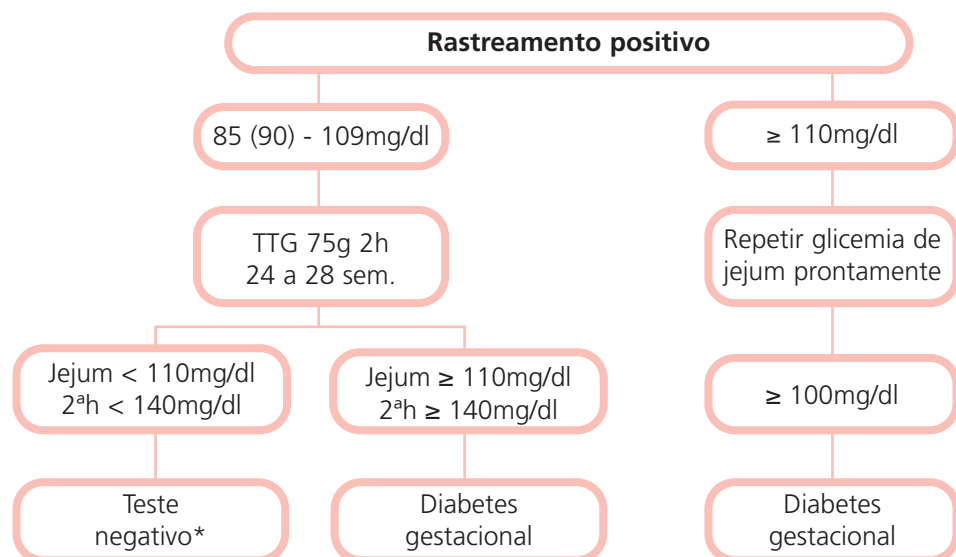 Rastreamento positivo
85 (90) - 109mg/dl
≥ 110mg/dl
TTG 75g 2h
24 a 28 sem.
Repetir glicemia de
jejum prontamente
Jejum < 110mg/dl
2ªh < 140mg/dl
Jejum ≥ 110mg/dl
2ªh ≥ 140mg/dl
≥ 100mg/dl
Teste
negativo*
Diabetes
gestacional
Diabetes
gestacional